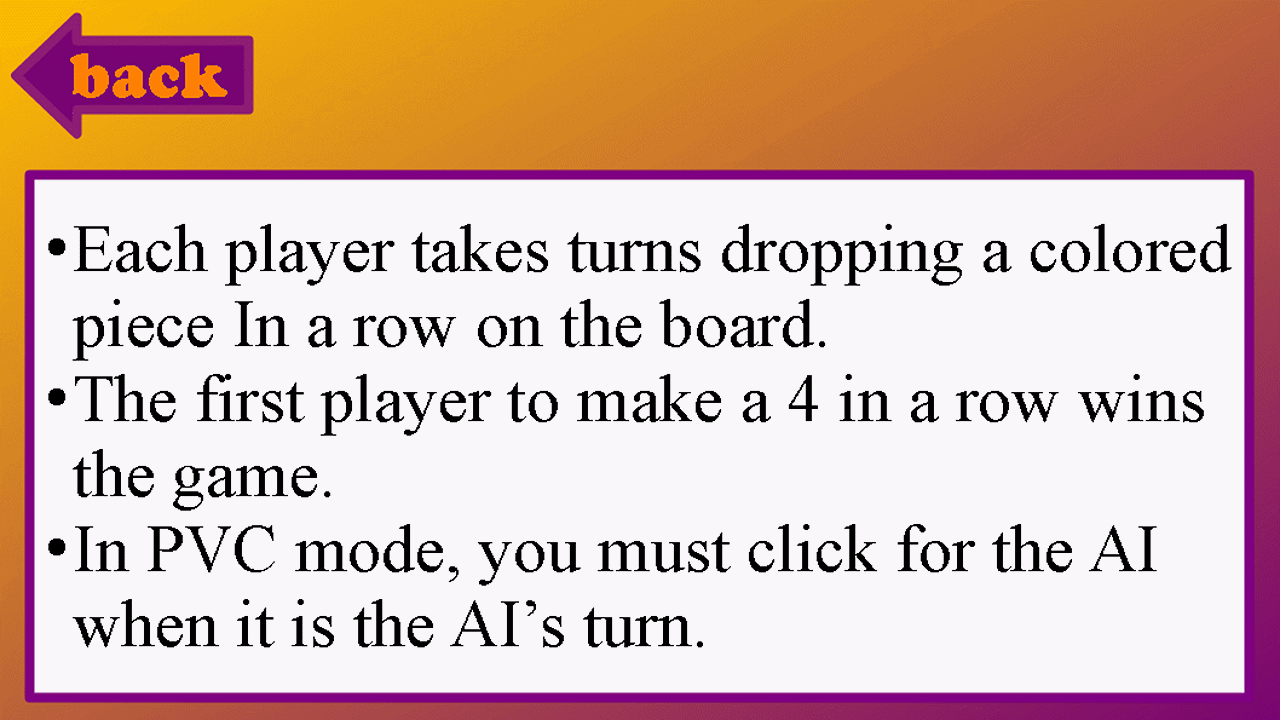 back
•Each player takes turns dropping a colored
piece In a row on the board.
•The first player to make a 4 in a row wins
the game.
•In PVC mode, you must click for the AI
when it is the AI’s turn.